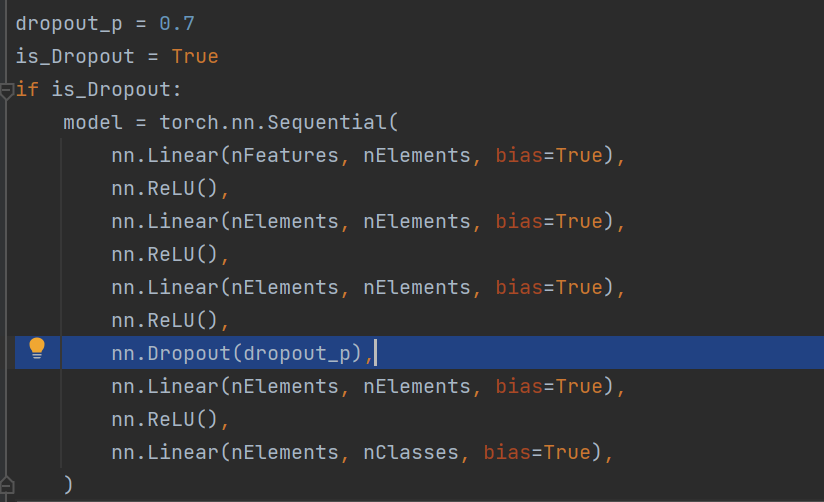 dropout_p = 0.7
is_Dropout = True
if is_Dropout:
    model = torch.nn.Sequential(
        nn.Linear(nFeatures, nElements, bias=True),
        nn.ReLU(),
        nn.Linear(nElements, nElements, bias=True),
        nn.ReLU(),
        nn.Linear(nElements, nElements, bias=True),
        nn.ReLU(),
        nn.Dropout(dropout_p),
        nn.Linear(nElements, nElements, bias=True),
        nn.ReLU(),
        nn.Linear(nElements, nClasses, bias=True),
    )